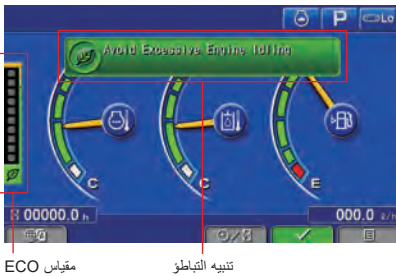 P Lo
Avoid Excessive Engine Idling
C C E
00000.0 h 000.0 ℓ/h
مقياس ECO تنبيه التباطؤ